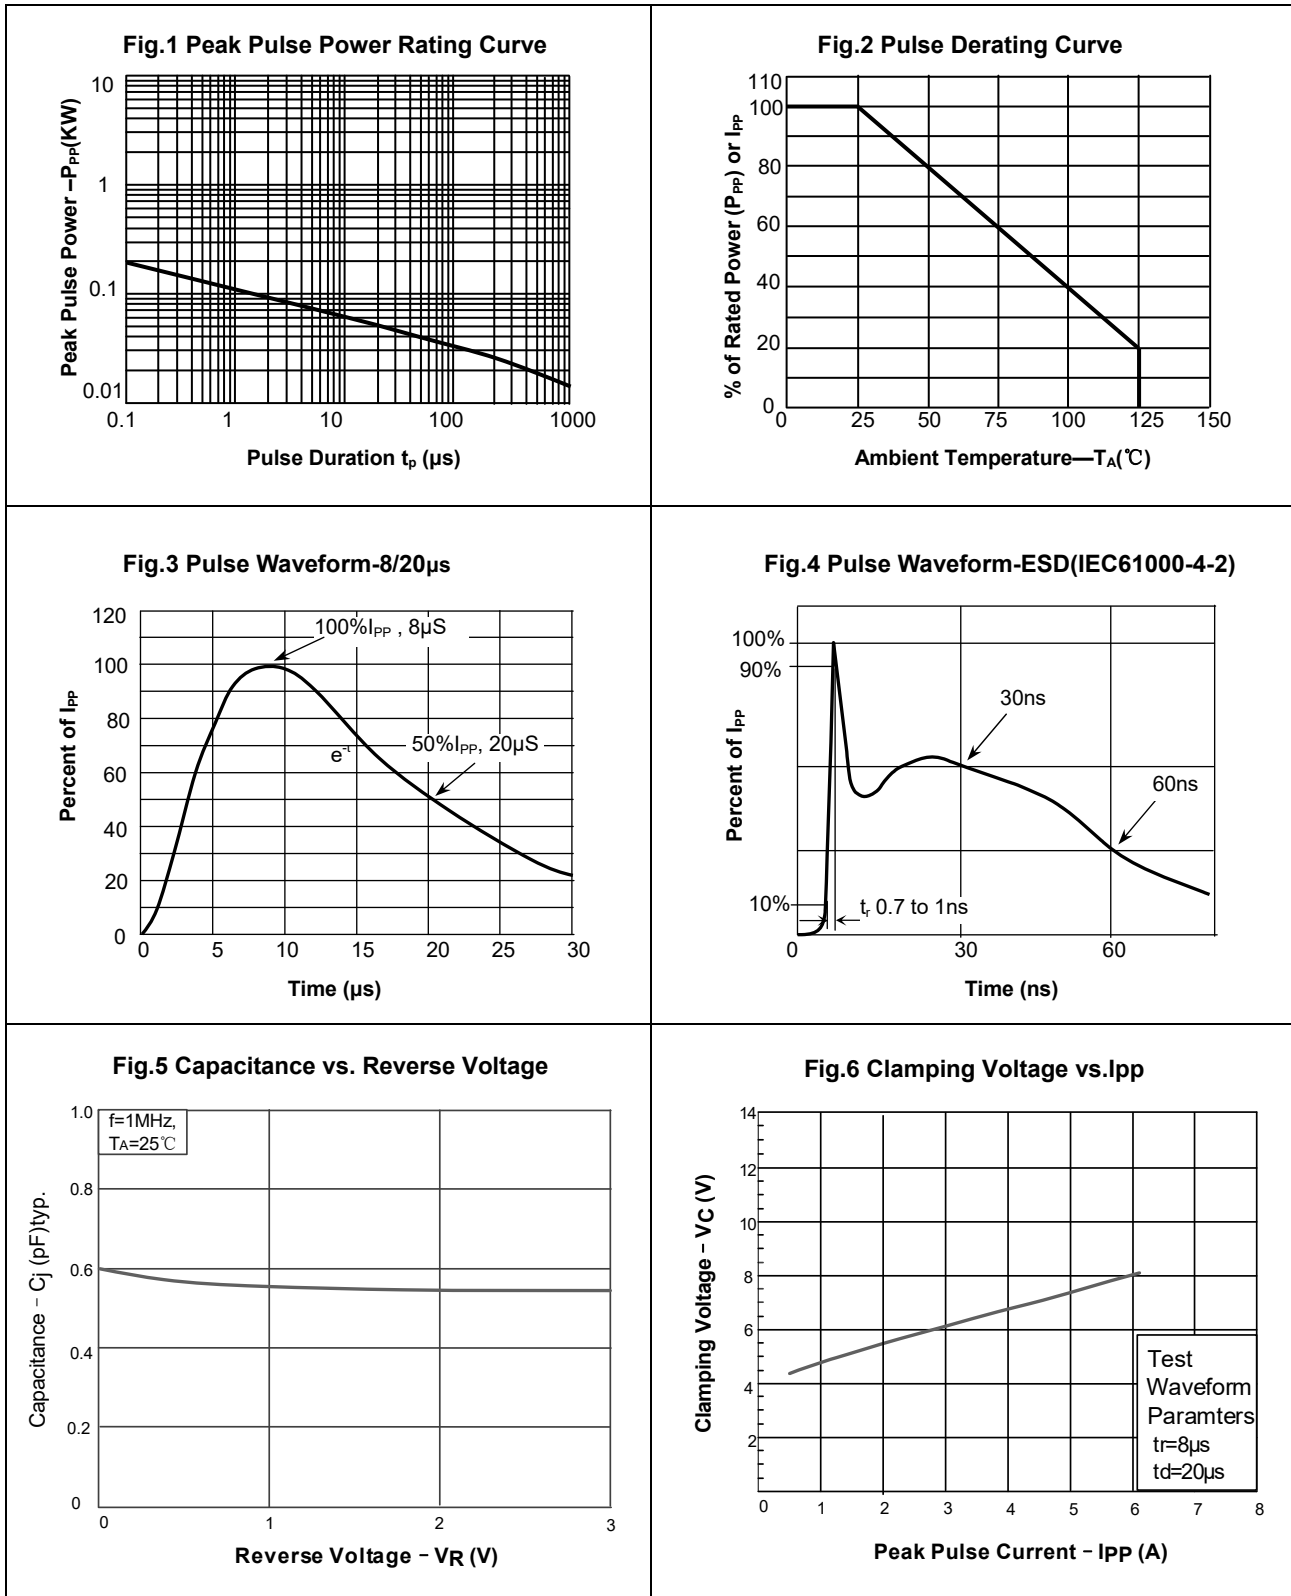 Fig.1 Peak Pulse Power Rating Curve
Peak Pulse Power –PPP(KW)
10
1
0.1
0.01
0.1 1 10 100 1000
Pulse Duration tp (µs)
Fig.2 Pulse Derating Curve
% of Rated Power (PPP) or IPP
110
100
80
60
40
20
0
0 25 50 75 100 125 150
Ambient Temperature—TA(℃)
Fig.3 Pulse Waveform-8/20µs
Percent of IPP
120
100
80
60
40
20
0
100%IPP , 8µS
e-t
50%IPP, 20µS
0 5 10 15 20 25 30
Time (µs)
Fig.4 Pulse Waveform-ESD(IEC61000-4-2)
Percent of IPP
100%
90%
10%
30ns
60ns
tr 0.7 to 1ns
0 30 60
Time (ns)
Fig.5 Capacitance vs. Reverse Voltage
Capacitance – Cj (pF)typ.
1.0
0.8
0.6
0.4
0.2
0
f=1MHz,
TA=25℃
0 1 2 3
Reverse Voltage – VR (V)
Fig.6 Clamping Voltage vs.Ipp
Clamping Voltage – VC (V)
14
12
10
8
6
4
2
Test
Waveform
Paramters
tr=8µs
td=20µs
0 1 2 3 4 5 6 7 8
Peak Pulse Current – IPP (A)